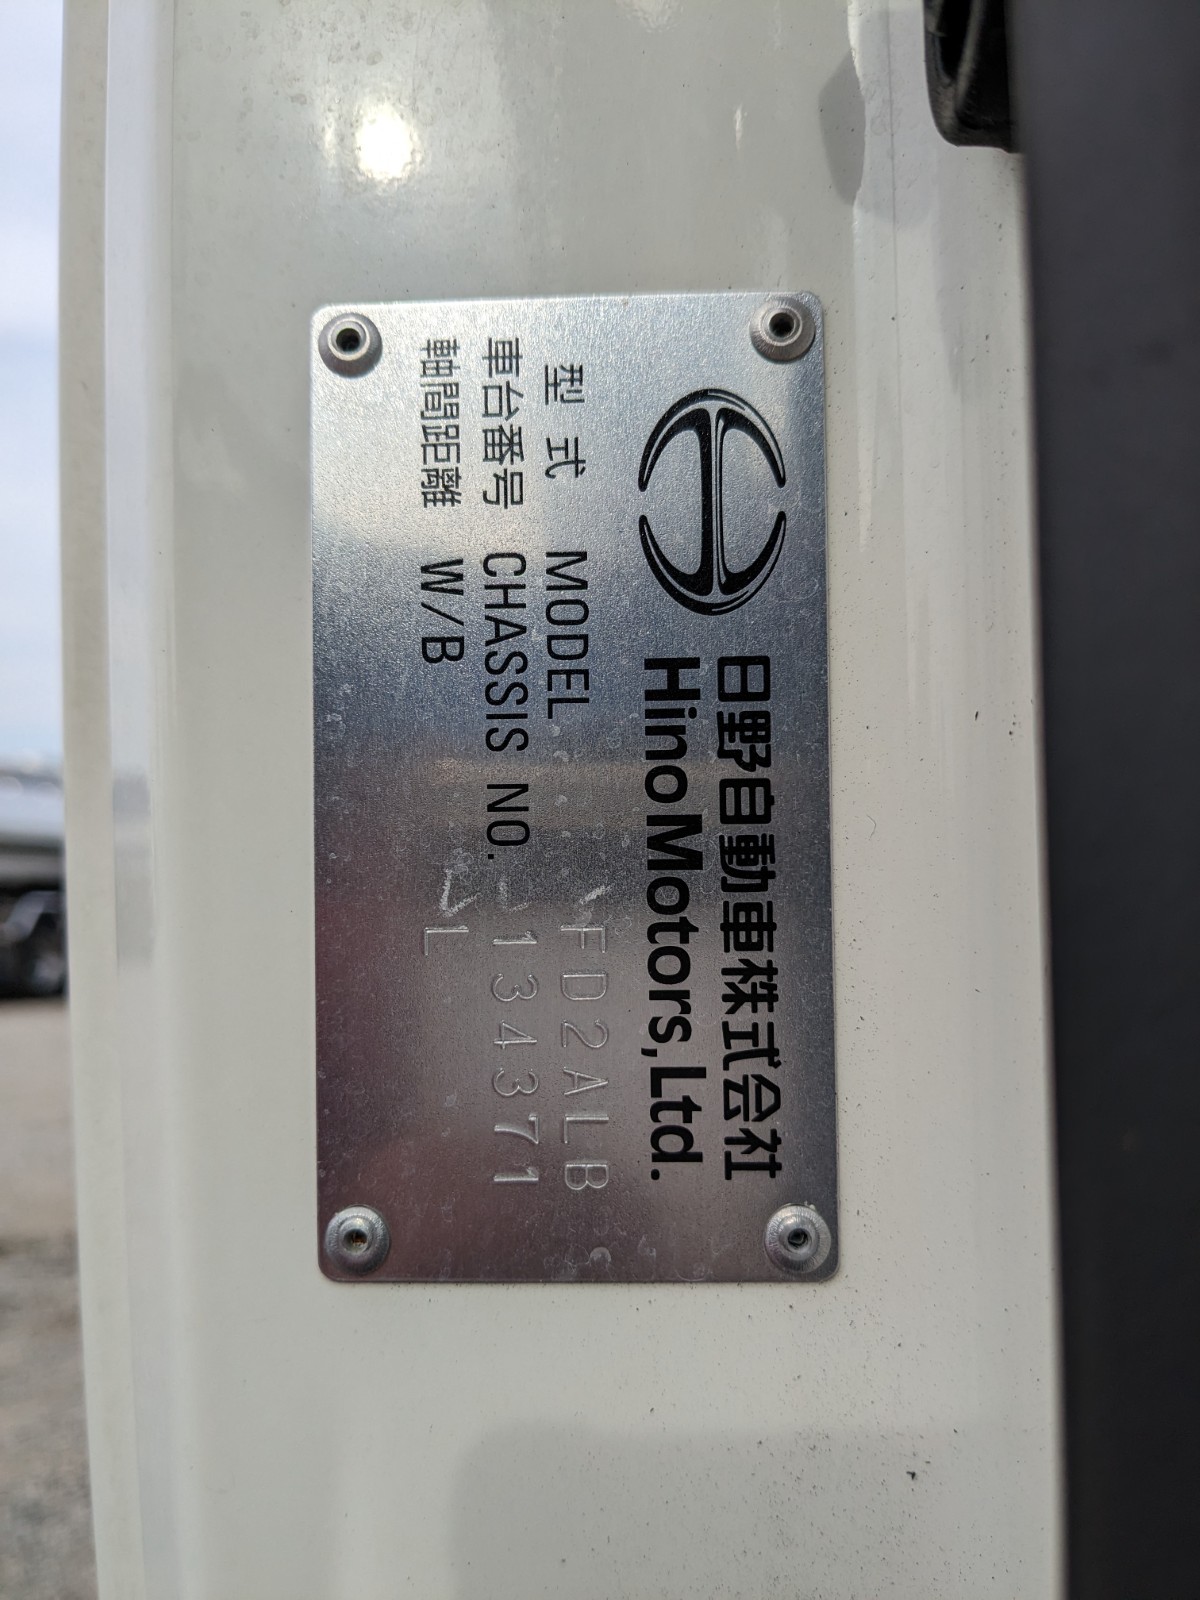 日野自動車株式会社
Hino Motors, Ltd.
型式 MODEL FD2ALB
車台番号 CHASSIS NO. -134371
軸間距離 W/B L